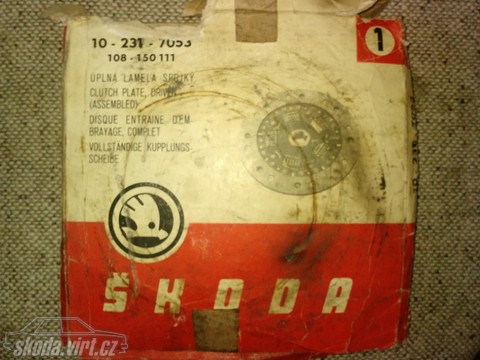 10 - 231 - 7053
108 - 150 111
1
ÚPLNÁ LAMELA SPOJKY
CLUTCH PLATE, DRIVEN
(ASSEMBLED)
DISQUE ENTRAINE D'EM-
BRAYAGE, COMPLET
VOLLSTÄNDIGE KUPPLUNGS-
SCHEIBE
ŠKODA
skoda.virt.cz